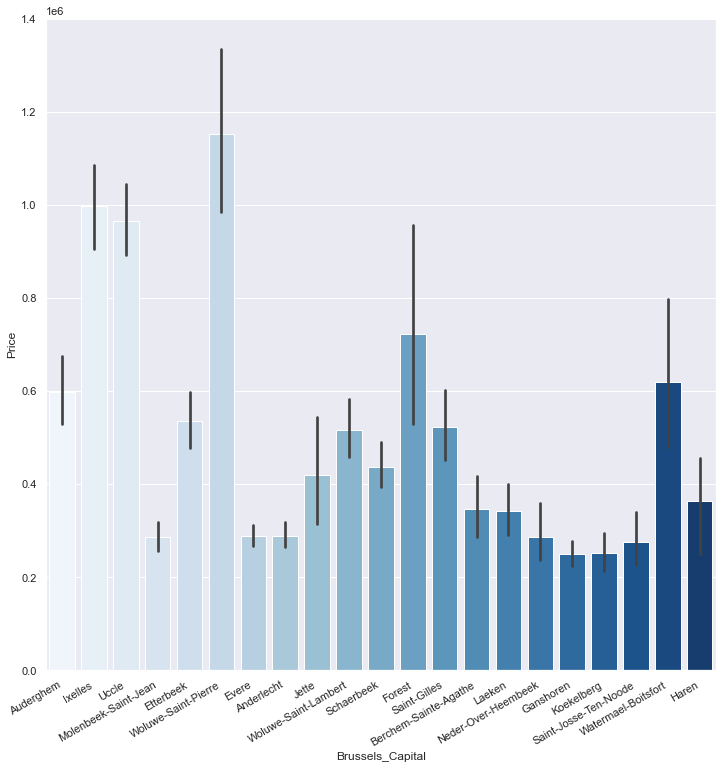 1e6
1.4
1.2
1.0
0.8
0.6
0.4
0.2
0.0
Price
Auderghem
Ixelles
Uccle
Molenbeek-Saint-Jean
Etterbeek
Woluwe-Saint-Pierre
Evere
Anderlecht
Jette
Woluwe-Saint-Lambert
Schaerbeek
Forest
Saint-Gilles
Berchem-Sainte-Agathe
Laeken
Neder-Over-Heembeek
Ganshoren
Koekelberg
Saint-Josse-Ten-Noode
Watermael-Boitsfort
Haren
Brussels_Capital